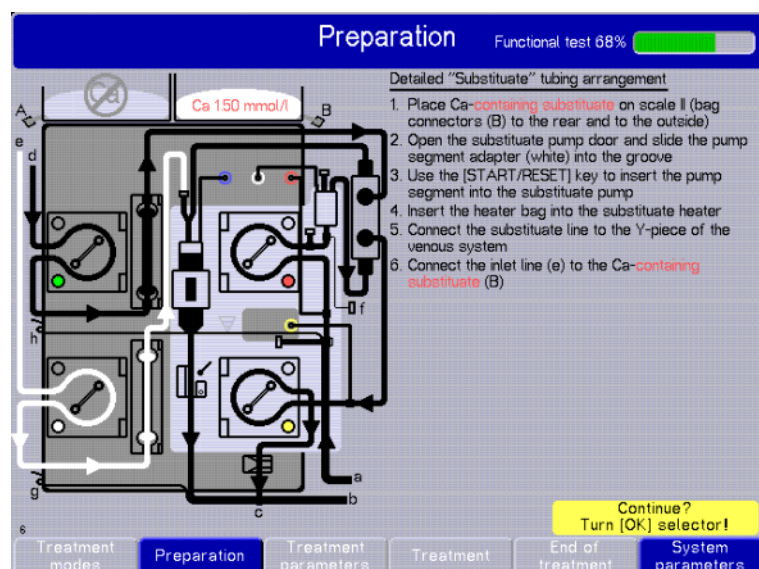 Preparation
Functional test 68%
Ca
Ca 1.50 mmol/l
A
B
e
d
f
h
g
a
b
c
Detailed "Substituate" tubing arrangement
1. Place Ca-containing substituate on scale II (bag
connectors (B) to the rear and to the
outside)
2. Open the substituate pump door and slide the pump
segment adapter (white) into the groove
3. Use the [START/RESET] key to insert the pump
segment into the substituate pump
4. Insert the heater bag into the substituate heater
5. Connect the substituate line to the Y-piece of the
venous system
6. Connect the inlet line (e) to the Ca-containing
substituate (B)
Continue?
Turn [OK] selector!
6
Treatment
modes
Preparation
Treatment
parameters
Treatment
End of
treatment
System
parameters